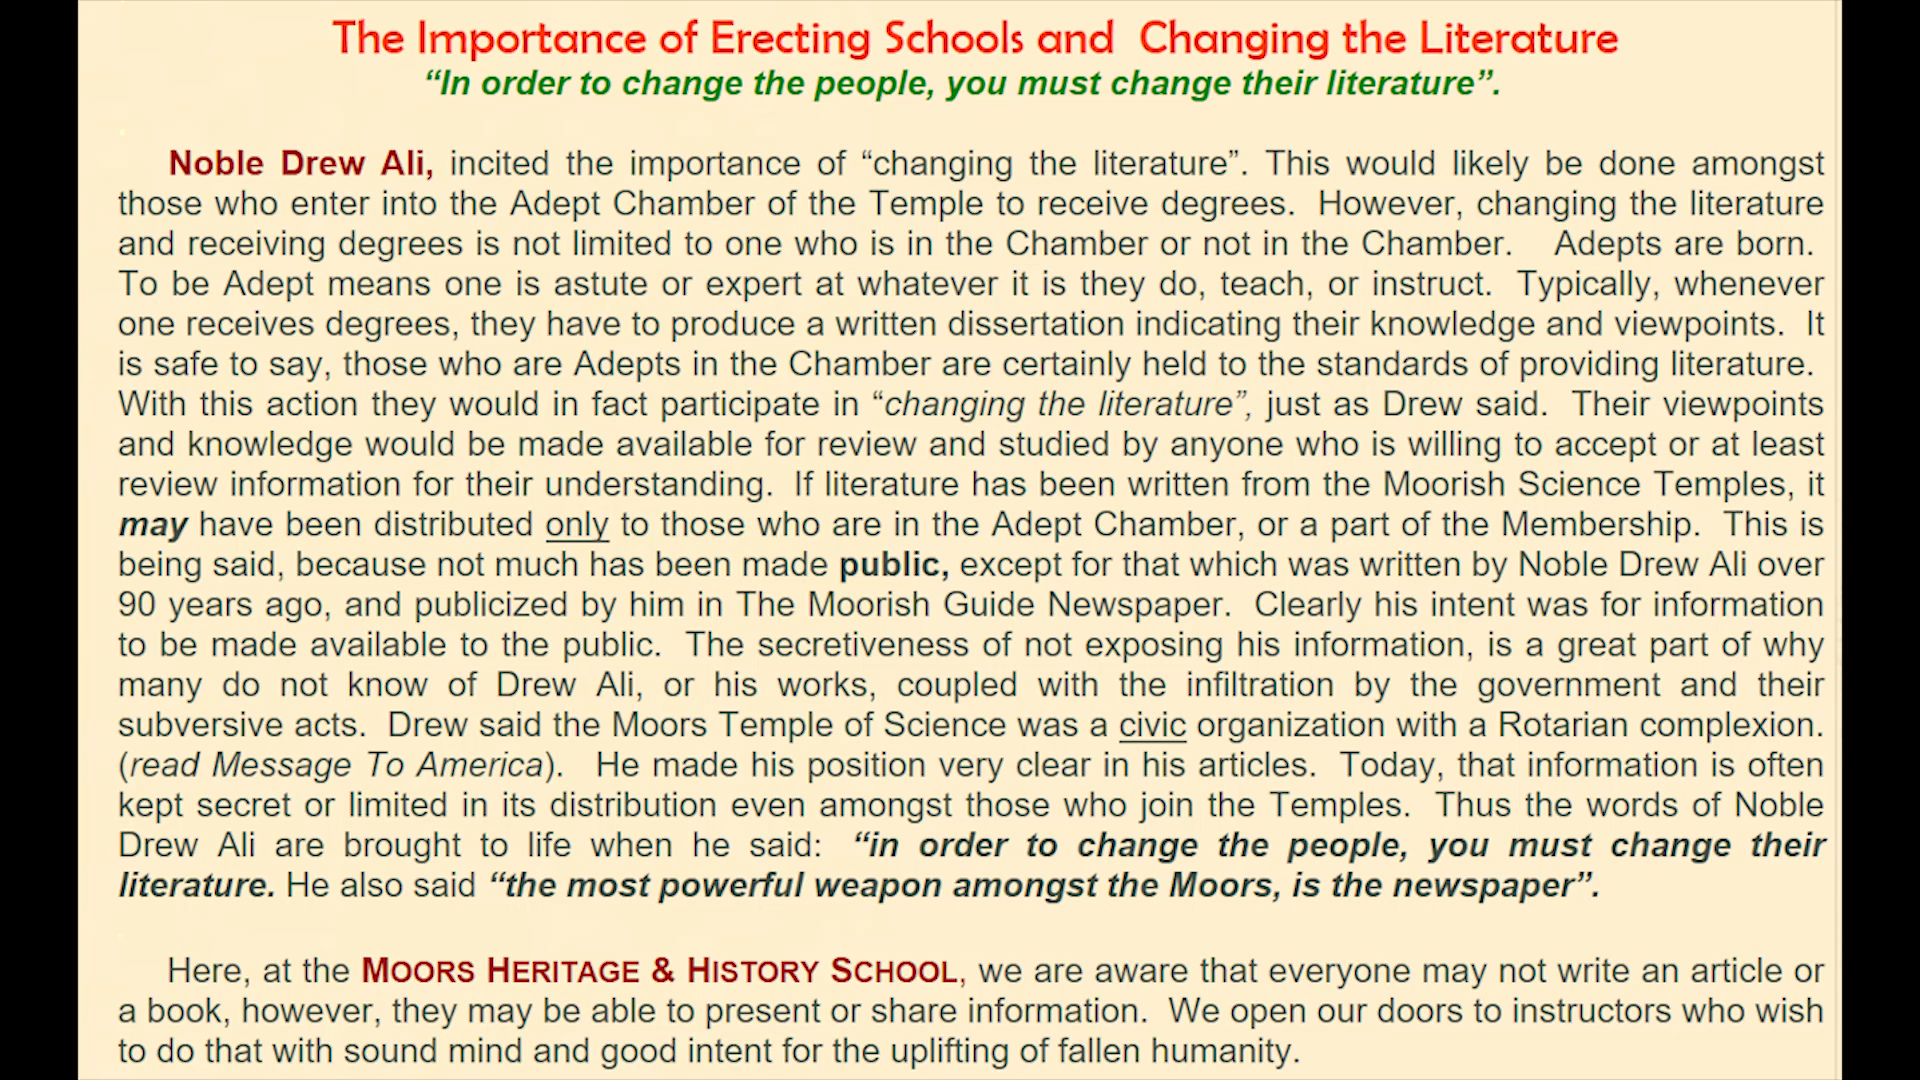 The Importance of Erecting Schools and Changing the Literature
“In order to change the people, you must change their literature”.
Noble Drew Ali, incited the importance of “changing the literature”. This would likely be done amongst
those who enter into the Adept Chamber of the Temple to receive degrees. However, changing the literature
and receiving degrees is not limited to one who is in the Chamber or not in the Chamber. Adepts are born.
To be Adept means one is astute or expert at whatever it is they do, teach, or instruct. Typically, whenever
one receives degrees, they have to produce a written dissertation indicating their knowledge and viewpoints. It
is safe to say, those who are Adepts in the Chamber are certainly held to the standards of providing literature.
With this action they would in fact participate in “changing the literature”, just as Drew said. Their viewpoints
and knowledge would be made available for review and studied by anyone who is willing to accept or at least
review information for their understanding. If literature has been written from the Moorish Science Temples, it
may have been distributed only to those who are in the Adept Chamber, or a part of the Membership. This is
being said, because not much has been made public, except for that which was written by Noble Drew Ali over
90 years ago, and publicized by him in The Moorish Guide Newspaper. Clearly his intent was for information
to be made available to the public. The secretiveness of not exposing his information, is a great part of why
many do not know of Drew Ali, or his works, coupled with the infiltration by the government and their
subversive acts. Drew said the Moors Temple of Science was a civic organization with a Rotarian complexion.
(read Message To America). He made his position very clear in his articles. Today, that information is often
kept secret or limited in its distribution even amongst those who join the Temples. Thus the words of Noble
Drew Ali are brought to life when he said: “in order to change the people, you must change their
literature. He also said “the most powerful weapon amongst the Moors, is the newspaper”.
Here, at the MOORS HERITAGE & HISTORY SCHOOL, we are aware that everyone may not write an article or
a book, however, they may be able to present or share information. We open our doors to instructors who wish
to do that with sound mind and good intent for the uplifting of fallen humanity.